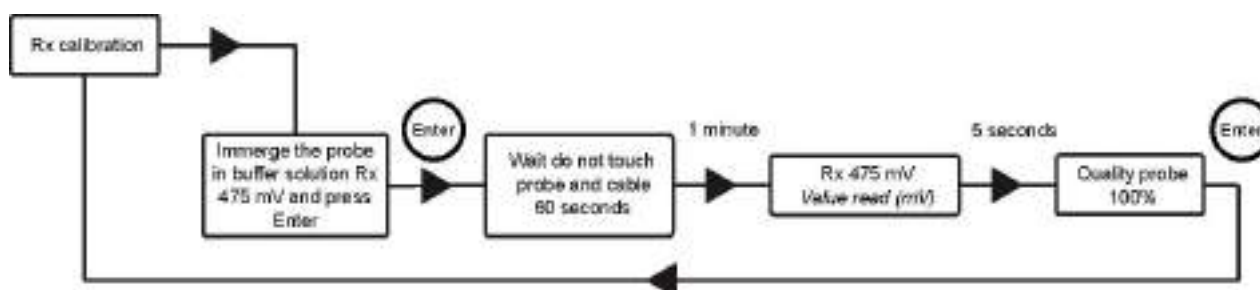 Rx calibration
Immerge the probe
in buffer solution Rx
475 mV and press
Enter
Enter
Wait do not touch
probe and cable
60 seconds
1 minute
Rx 475 mV
Value read (mV)
5 seconds
Quality probe
100%
Enter